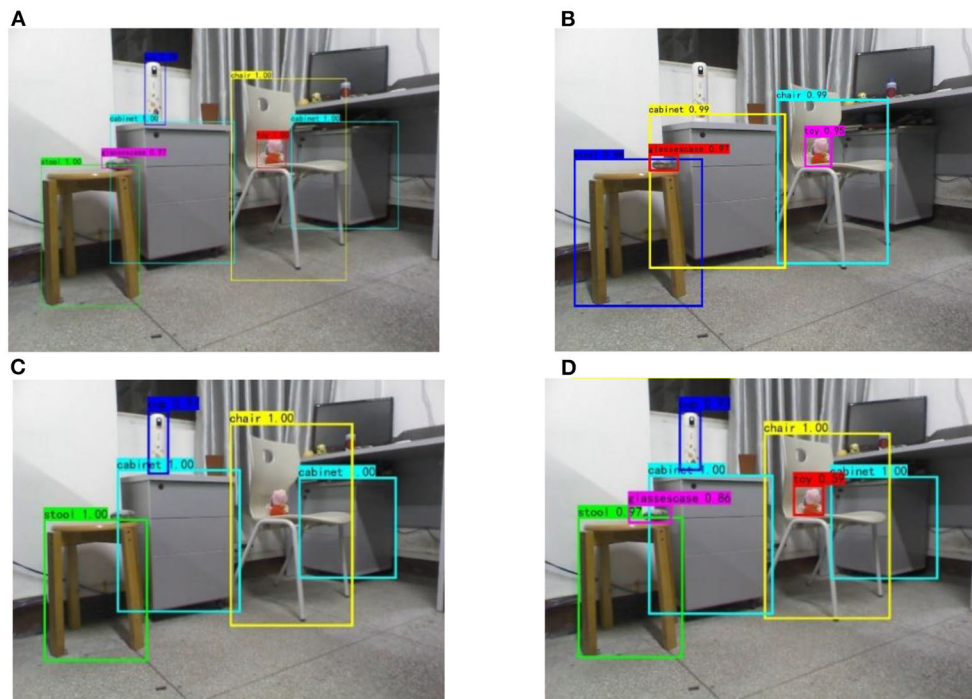 A
B
chair 1.00
cabinet 1.00
cabinet 1.00
glassescase 0.97
stool 1.00
chair 0.99
cabinet 0.99
toy 0.95
glassescase 0.97
C
D
chair 1.00
cabinet 1.00
cabinet 1.00
stool 1.00
chair 1.00
cabinet 1.00
cabinet 1.00
toy 0.59
glassescase 0.86
stool 0.97